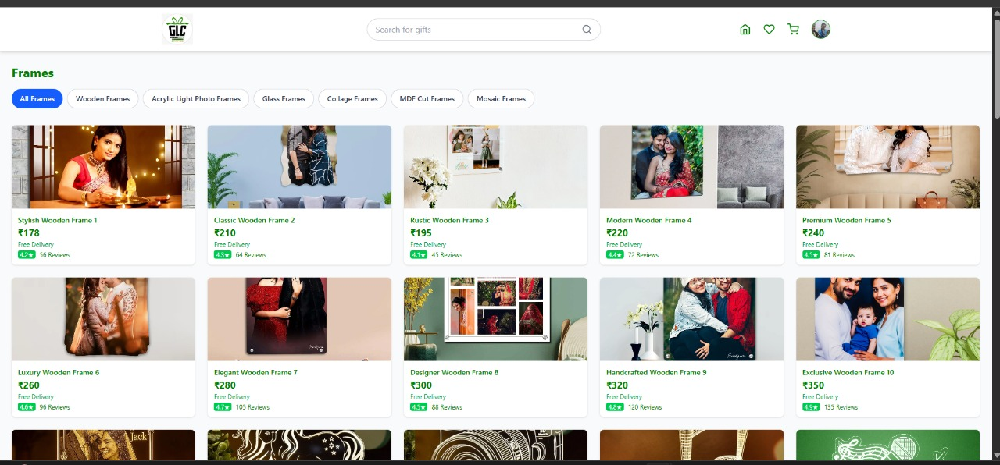 GLC
Search for gifts
Frames
All Frames
Wooden Frames
Acrylic Light Photo Frames
Glass Frames
Collage Frames
MDF Cut Frames
Mosaic Frames
Stylish Wooden Frame 1
₹178
Free Delivery
4.2★ 56 Reviews
Classic Wooden Frame 2
₹210
Free Delivery
4.3★ 64 Reviews
Rustic Wooden Frame 3
₹195
Free Delivery
4.1★ 45 Reviews
Modern Wooden Frame 4
₹220
Free Delivery
4.4★ 72 Reviews
Premium Wooden Frame 5
₹240
Free Delivery
4.5★ 81 Reviews
Luxury Wooden Frame 6
₹260
Free Delivery
4.6★ 96 Reviews
Elegant Wooden Frame 7
₹280
Free Delivery
4.7★ 105 Reviews
Designer Wooden Frame 8
₹300
Free Delivery
4.5★ 88 Reviews
Handcrafted Wooden Frame 9
₹320
Free Delivery
4.8★ 120 Reviews
Exclusive Wooden Frame 10
₹350
Free Delivery
4.9★ 135 Reviews
Jack